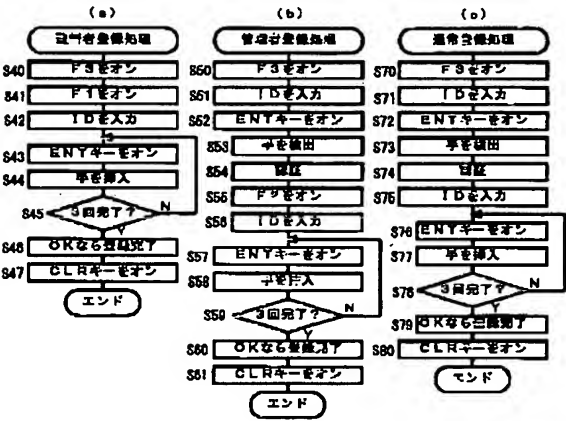 (a)
担当者登録処理
S40 F3をオン
S41 F1をオン
S42 IDを入力
S43 ENTキーをオン
S44 手を挿入
S45 3回完了?
N
Y
S46 OKなら登録完了
S47 CLRキーをオン
エンド
(b)
管理者登録処理
S50 F3をオン
S51 IDを入力
S52 ENTキーをオン
S53 手を検出
S54 認証
S55 F9をオン
S56 IDを入力
S57 ENTキーをオン
S58 手を挿入
S59 3回完了?
N
Y
S60 OKなら登録完了
S61 CLRキーをオン
エンド
(c)
通常登録処理
S70 F3をオン
S71 IDを入力
S72 ENTキーをオン
S73 手を検出
S74 認証
S75 IDを入力
S76 ENTキーをオン
S77 手を挿入
S78 3回完了?
N
Y
S79 OKなら登録完了
S80 CLRキーをオン
エンド